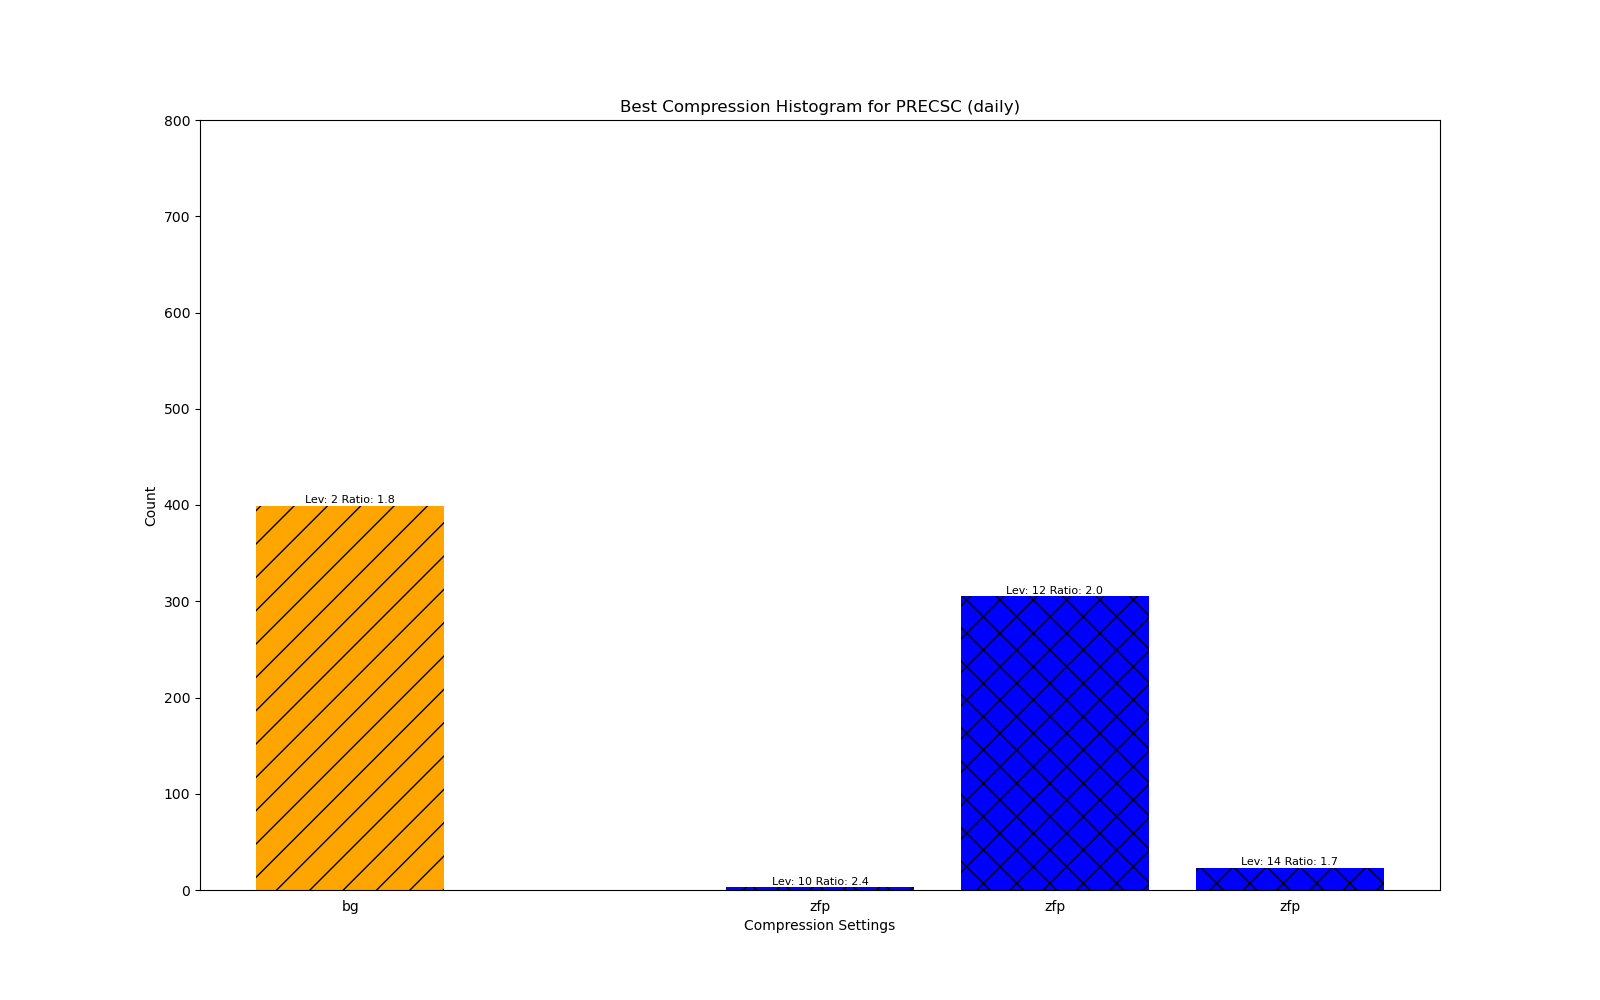 Best Compression Histogram for PRECSC (daily)
800
700
600
500
400
300
200
100
0
Count
Lev: 2 Ratio: 1.8
Lev: 10 Ratio: 2.4
Lev: 12 Ratio: 2.0
Lev: 14 Ratio: 1.7
bg zfp zfp zfp
Compression Settings